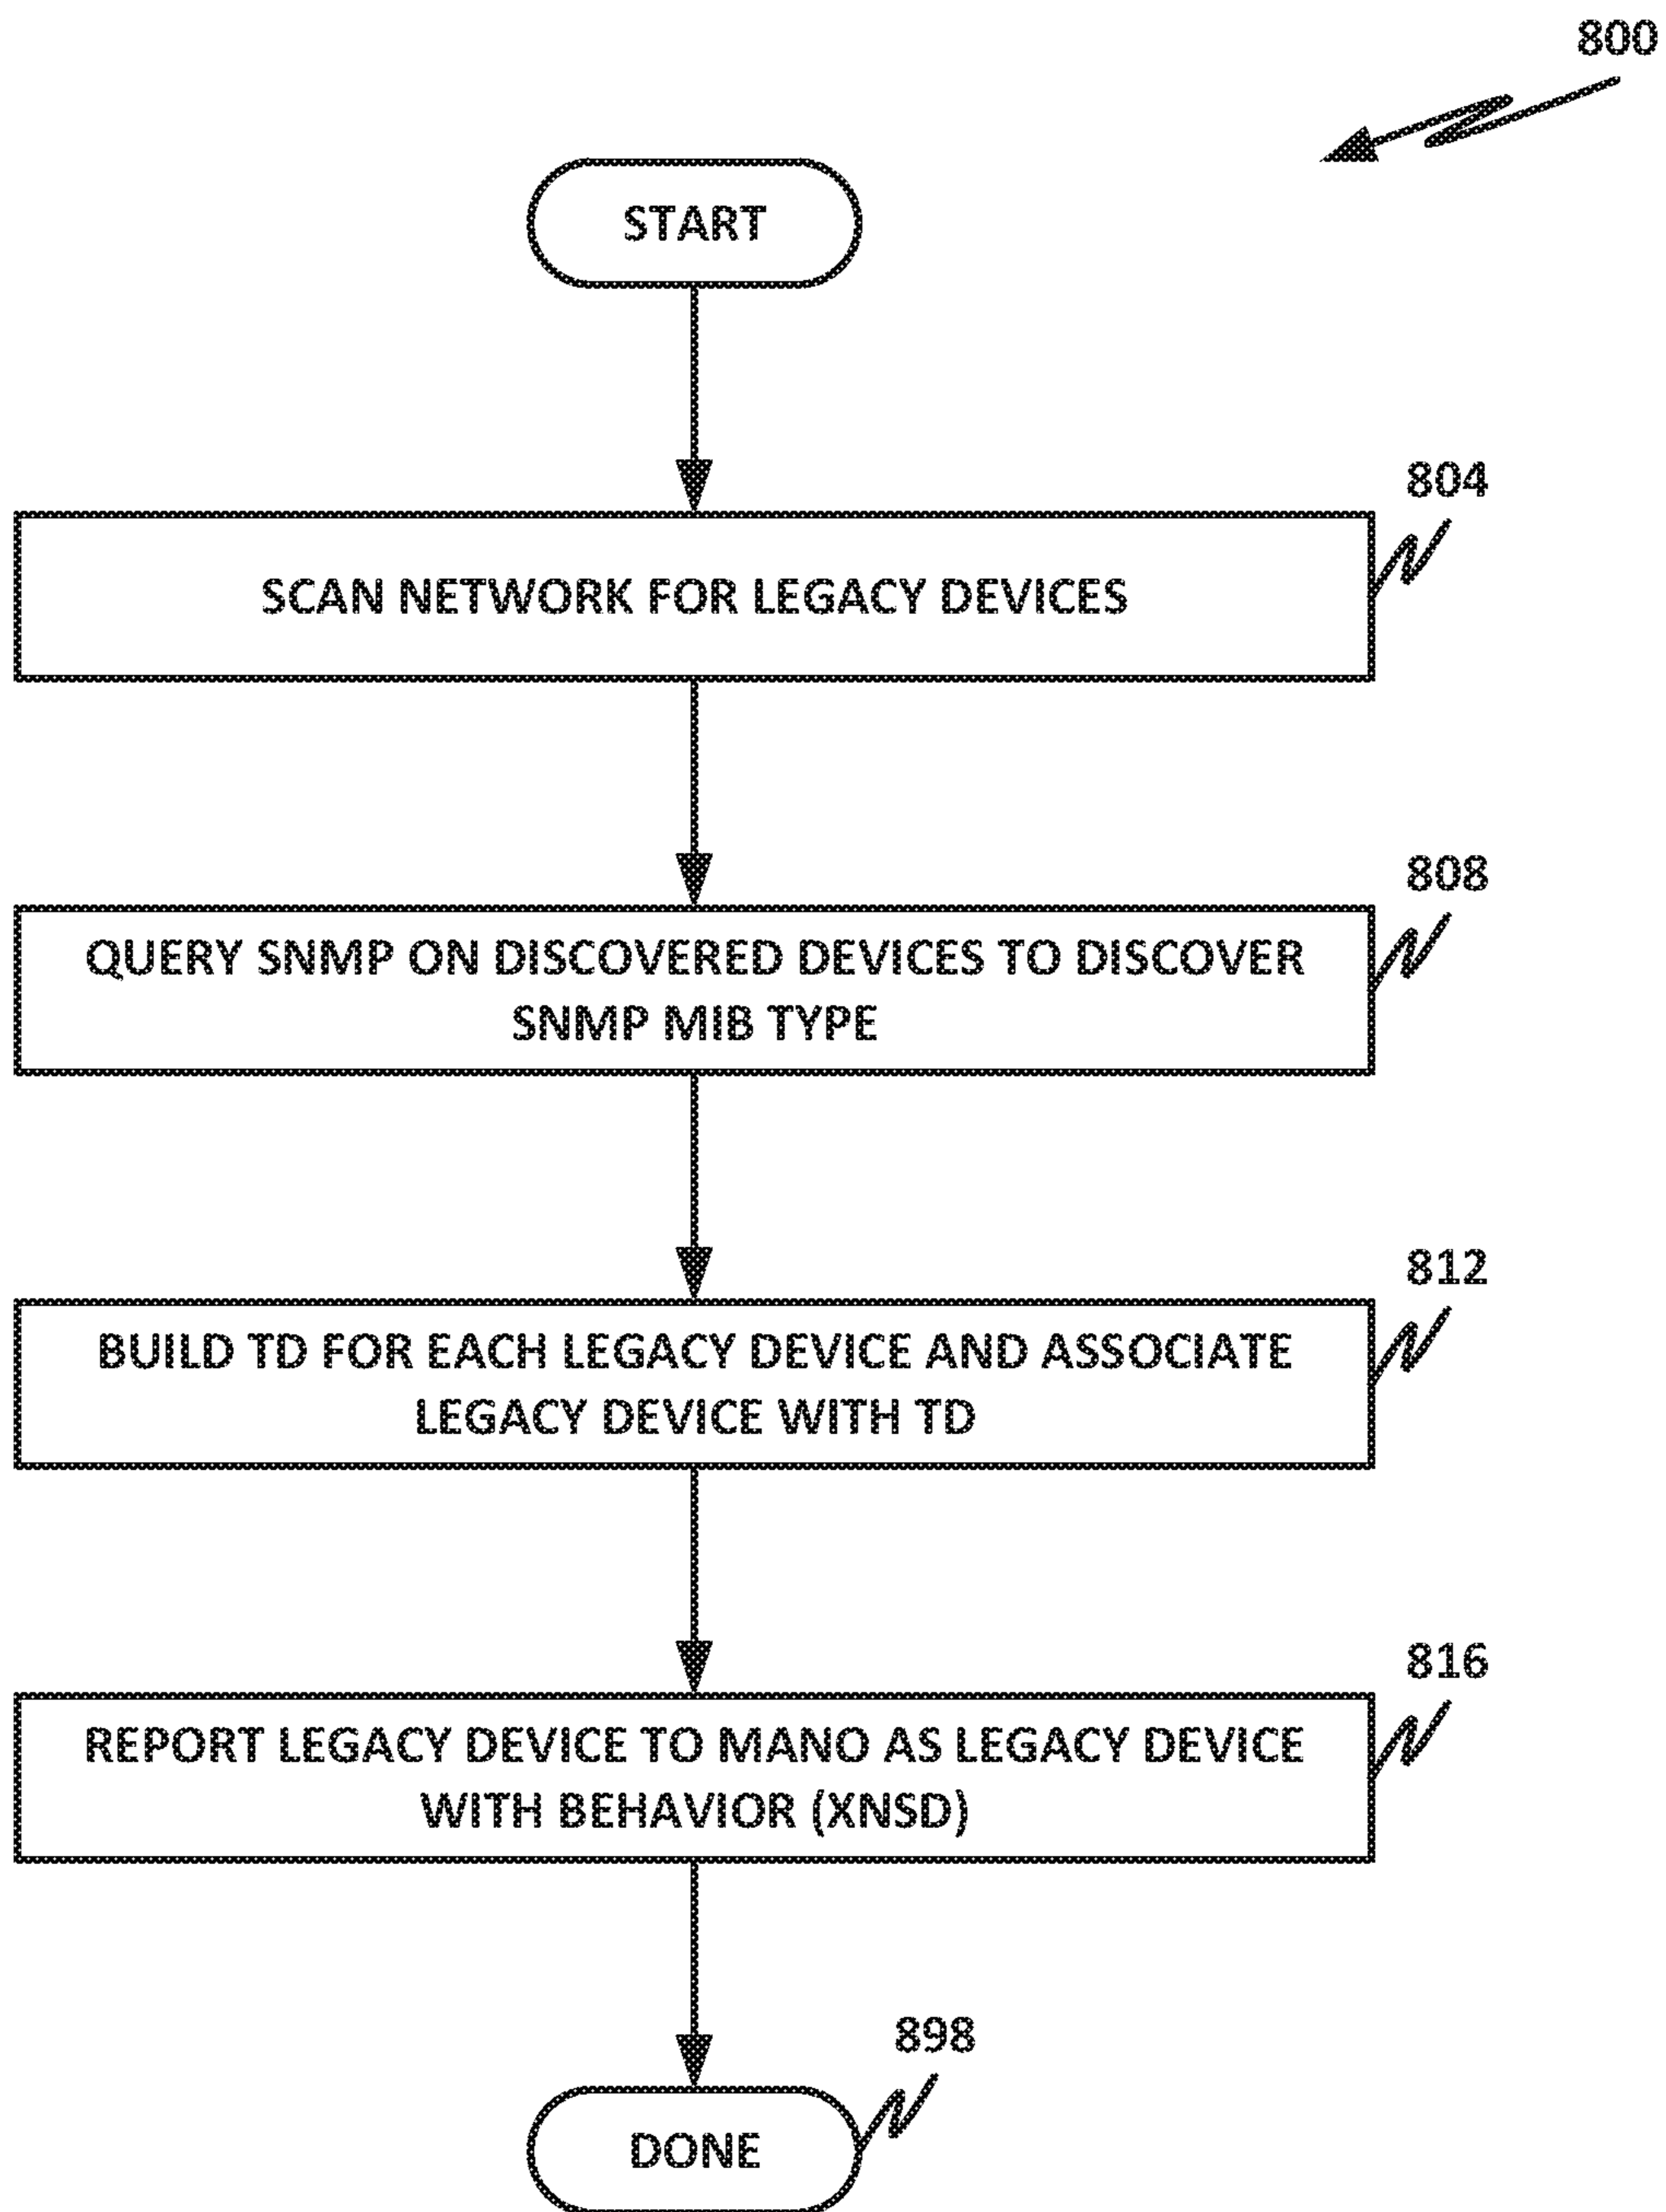 800
START
804
SCAN NETWORK FOR LEGACY DEVICES
808
QUERY SNMP ON DISCOVERED DEVICES TO DISCOVER
SNMP MIB TYPE
812
BUILD TD FOR EACH LEGACY DEVICE AND ASSOCIATE
LEGACY DEVICE WITH TD
816
REPORT LEGACY DEVICE TO MANO AS LEGACY DEVICE
WITH BEHAVIOR (XNSD)
898
DONE